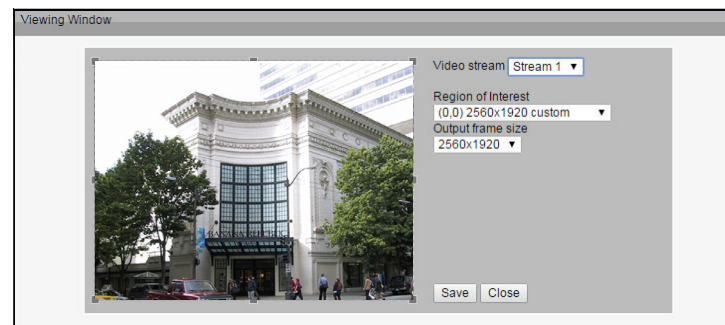 Viewing Window
Video stream Stream 1
Region of Interest
(0,0) 2560x1920 custom
Output frame size
2560x1920
Save Close